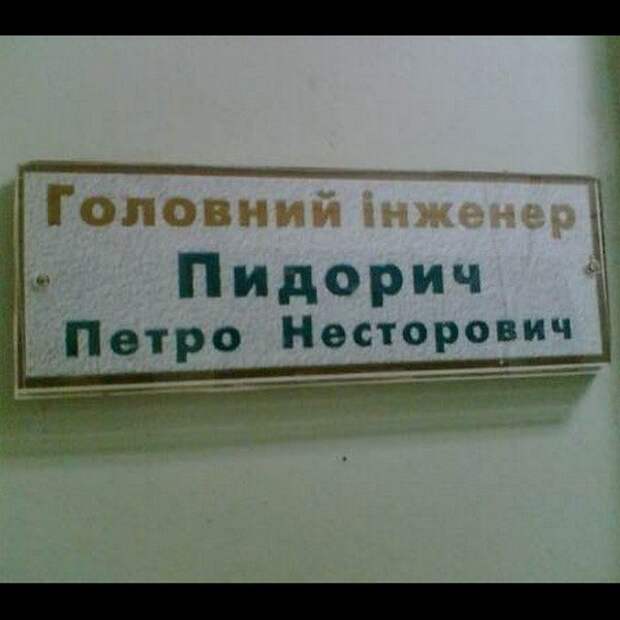 Головний інженер
Пидорич
Петро Несторович